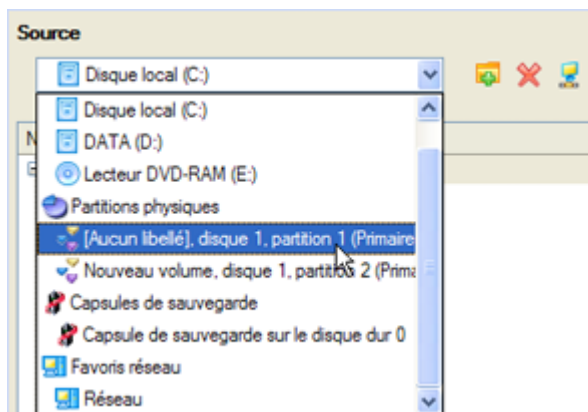 Source
Disque local (C:)
Disque local (C:)
N
DATA (D:)
Lecteur DVD-RAM (E:)
Partitions physiques
[Aucun libellé], disque 1, partition 1 (Primaire
Nouveau volume, disque 1, partition 2 (Prima
Capsules de sauvegarde
Capsule de sauvegarde sur le disque dur 0
Favoris réseau
Réseau